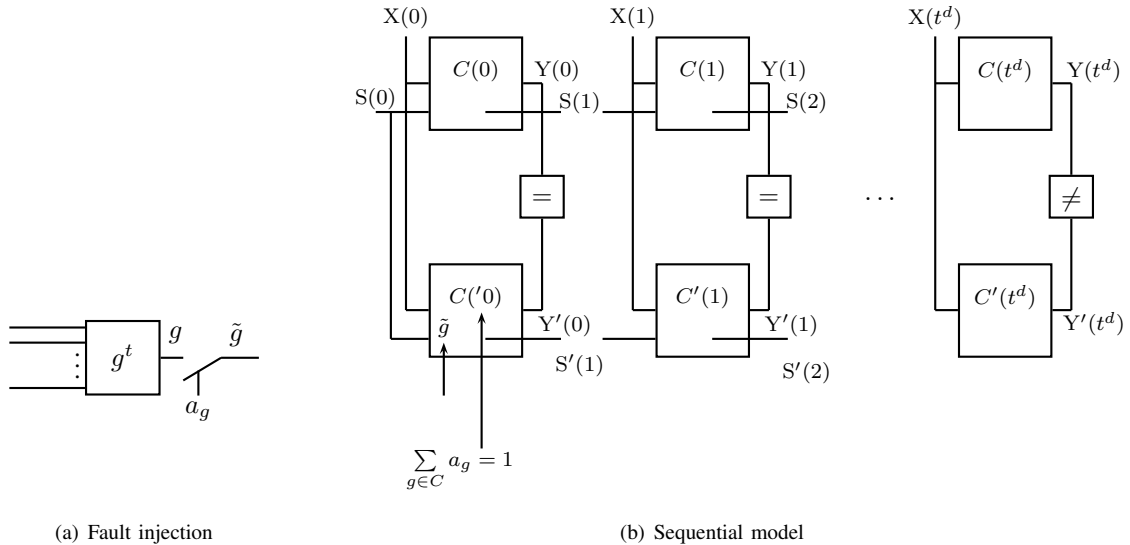 X(0) X(1) X(t^d)
C(0) Y(0) C(1) Y(1) C(t^d) Y(t^d)
S(0) S(1) S(2)
= = ... ≠
C('0) C'(1) C'(t^d)
g̃ Y'(0) Y'(1) Y'(t^d)
S'(1) S'(2)
g g̃
g^t
⋮
a_g
∑ a_g = 1
g∈C
(a) Fault injection (b) Sequential model